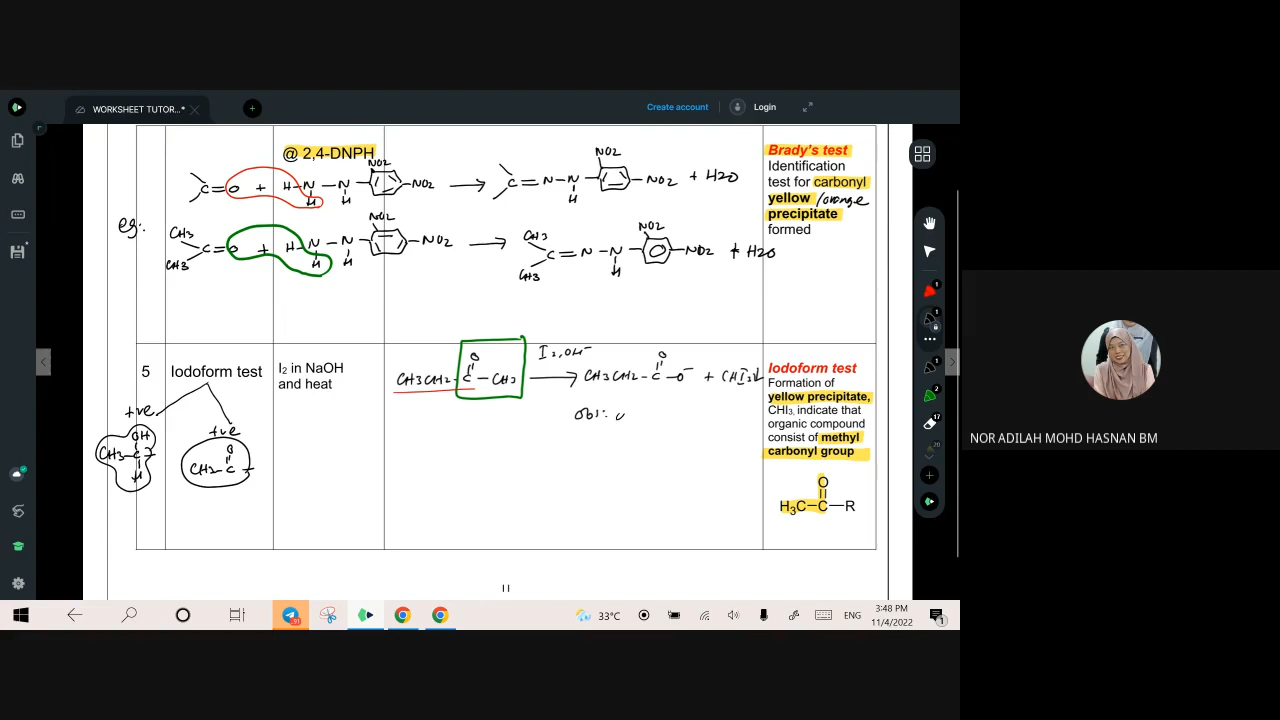 WORKSHEET TUTOR...*
Create account
Login
@ 2,4-DNPH
C=O + H-N-N-NO2 → C=N-N-NO2 + H2O
NO2
H
NO2
H
Brady's test
Identification
test for carbonyl
yellow /orange
precipitate
formed
eg:.
CH3
CH3
C=O + H-N-N-NO2 → C=N-N-NO2 + H2O
NO2
H
H
CH3
CH3
NO2
H
5
Iodoform test
I2 in NaOH
and heat
+ve
OH
CH3-C-
H
+ve
O
CH3-C-
I2,OH-
O
CH3CH2-C-CH3 → CH3CH2-C-O- + CHI3↓
O
obs:.
Iodoform test
Formation of
yellow precipitate,
CHI3, indicate that
organic compound
consist of methyl
carbonyl group
O
H3C-C-R
11
NOR ADILAH MOHD HASNAN BM
33°C
ENG
3:48 PM
11/4/2022